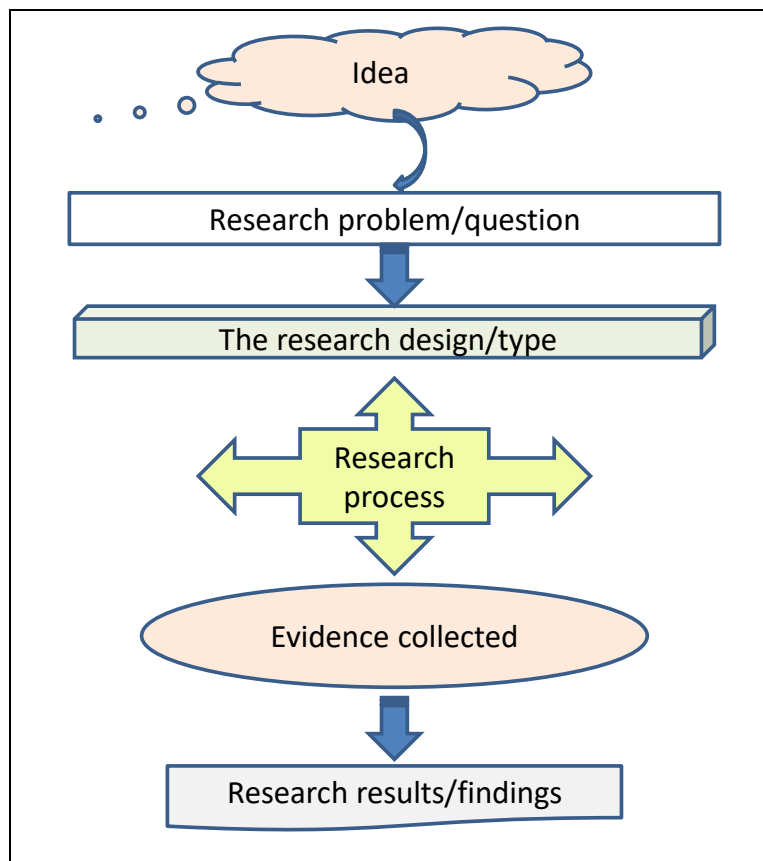 Idea
Research problem/question
The research design/type
Research
process
Evidence collected
Research results/findings